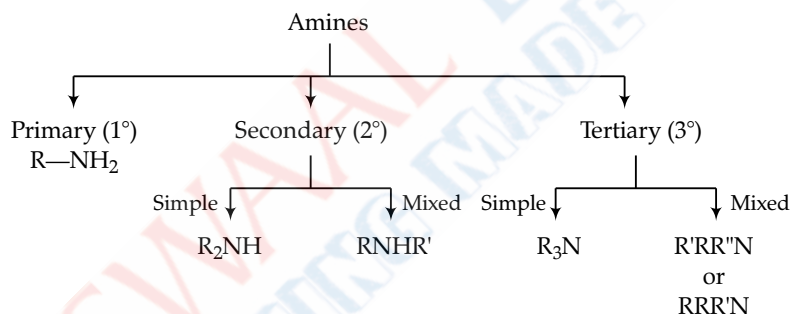 Amines
Primary (1°) Secondary (2°) Tertiary (3°)
R—NH₂
Simple Mixed Simple Mixed
R₂NH RNHR' R₃N R'RR"N
or
RRR'N